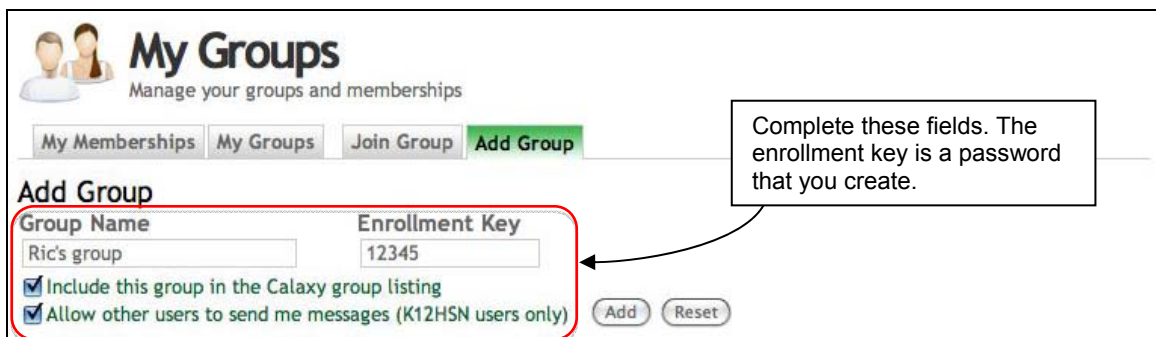 My Groups
Manage your groups and memberships
My Memberships My Groups Join Group Add Group
Complete these fields. The
enrollment key is a password
that you create.
Add Group
Group Name Enrollment Key
Ric's group 12345
Include this group in the Calaxy group listing
Allow other users to send me messages (K12HSN users only) Add Reset